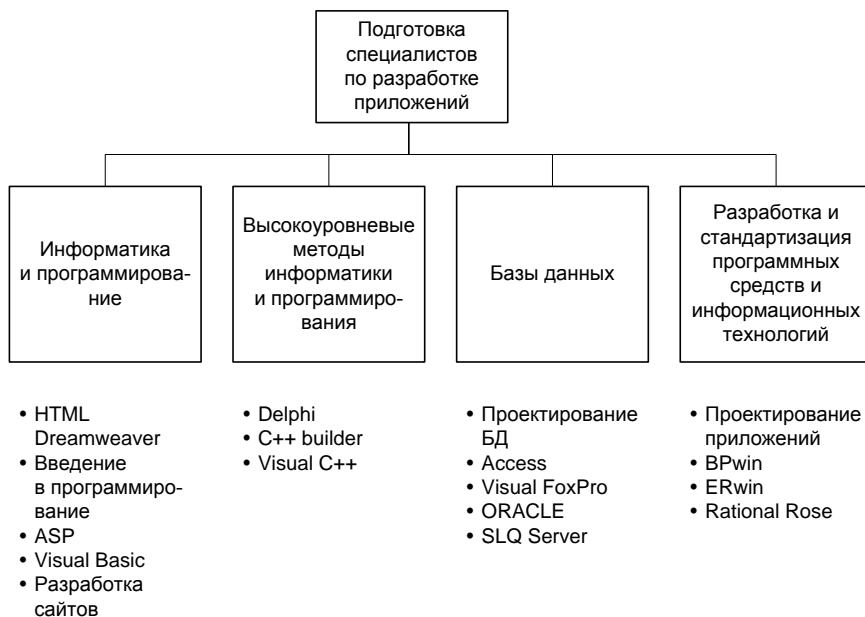 Подготовка
специалистов
по разработке
приложений
Информатика
и программирова-
ние
Высокоуровневые
методы
информатики
и программиро-
вания
Базы данных
Разработка и
стандартизация
программных
средств и
информационных
технологий
• HTML
Dreamweaver
• Введение
в программиро-
вание
• ASP
• Visual Basic
• Разработка
сайтов
• Delphi
• C++ builder
• Visual C++
• Проектирование
БД
• Access
• Visual FoxPro
• ORACLE
• SLQ Server
• Проектирование
приложений
• BPwin
• ERwin
• Rational Rose